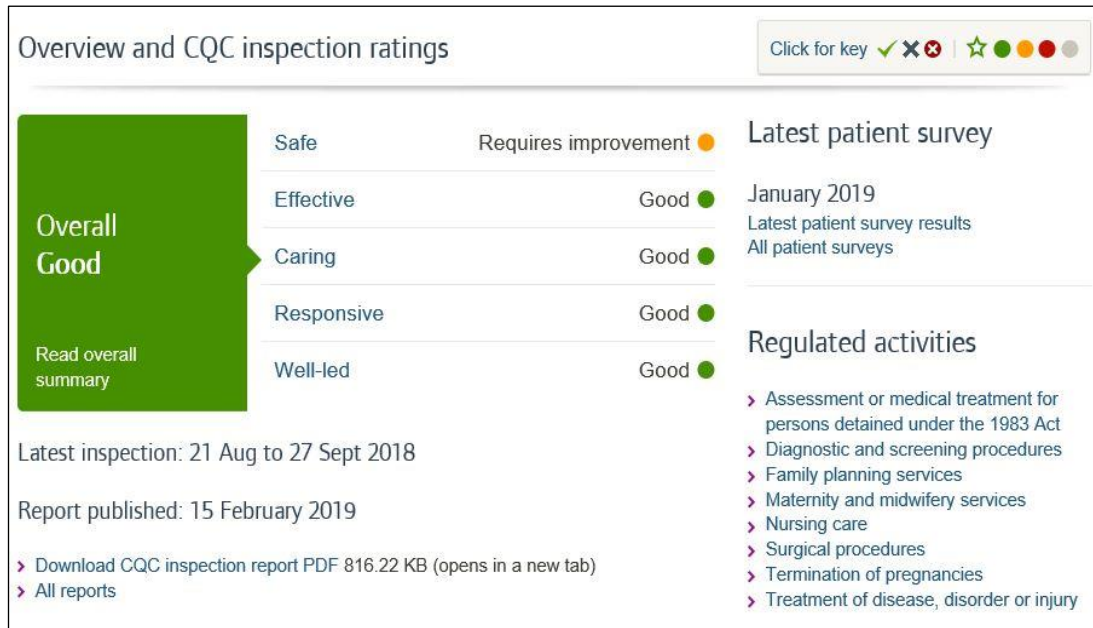 Overview and CQC inspection ratings
Click for key
Overall
Good
Read overall
summary
Safe Requires improvement
Effective Good
Caring Good
Responsive Good
Well-led Good
Latest inspection: 21 Aug to 27 Sept 2018
Report published: 15 February 2019
Download CQC inspection report PDF 816.22 KB (opens in a new tab)
All reports
Latest patient survey
January 2019
Latest patient survey results
All patient surveys
Regulated activities
Assessment or medical treatment for
persons detained under the 1983 Act
Diagnostic and screening procedures
Family planning services
Maternity and midwifery services
Nursing care
Surgical procedures
Termination of pregnancies
Treatment of disease, disorder or injury